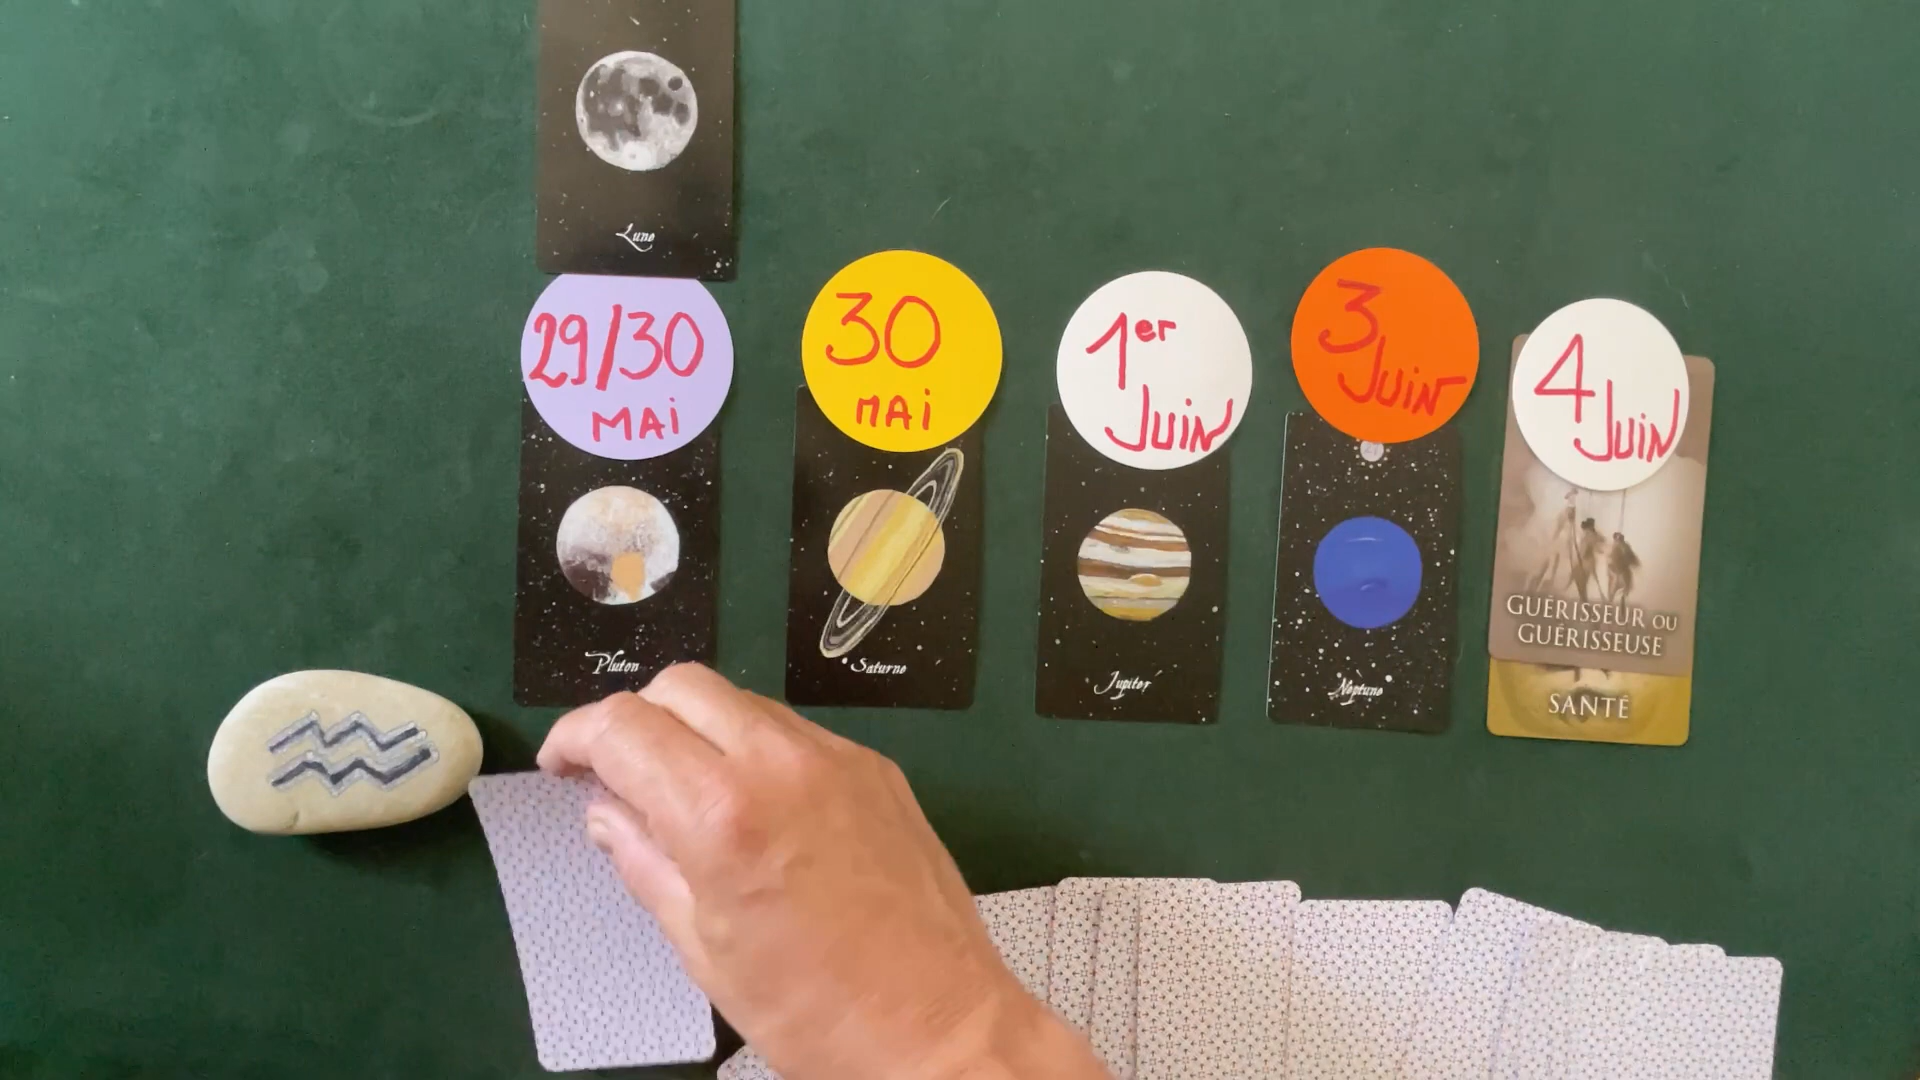 Lune
29/30
MAi
30
MAi
1er
JUiN
3
JUiN
4
JUiN
Pluton
Saturne
Jupiter
Neptune
GUÉRISSEUR OU
GUÉRISSEUSE
SANTÉ